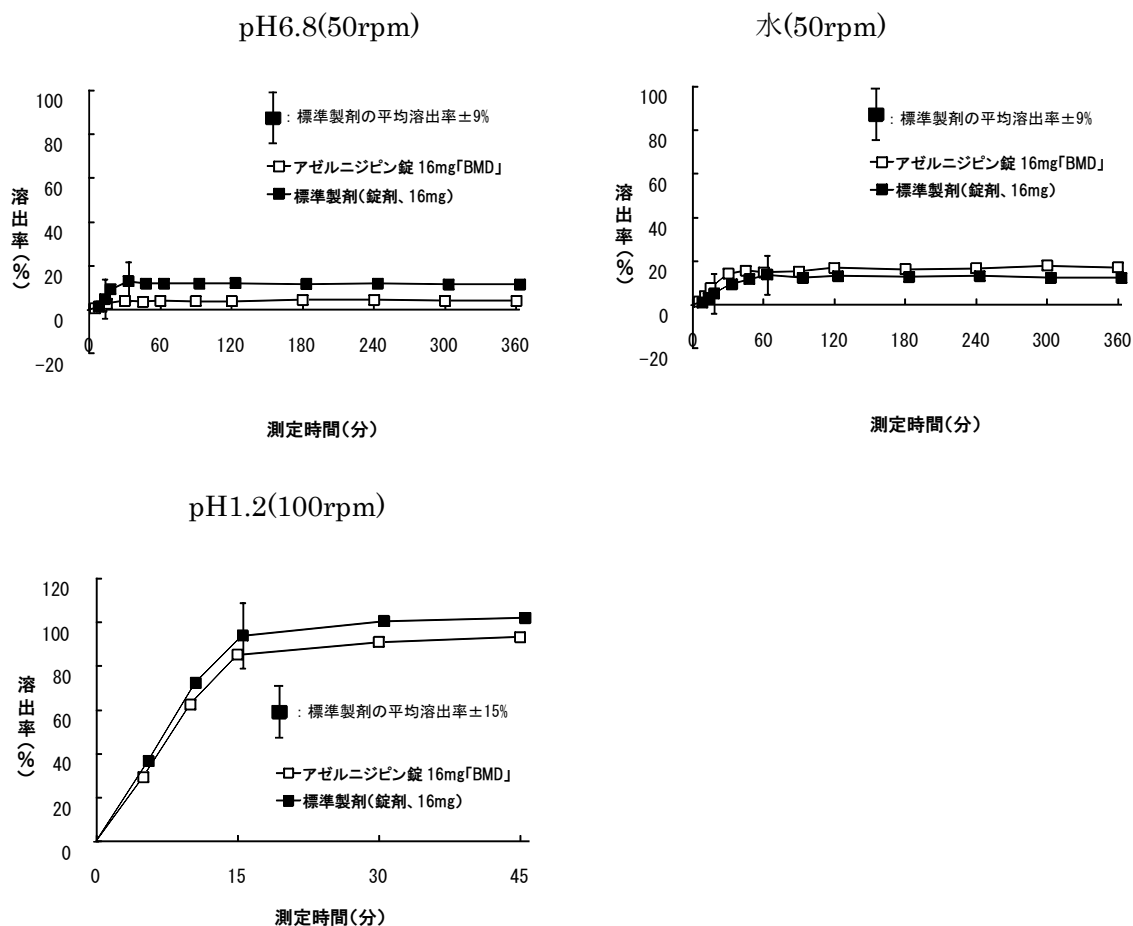 pH6.8(50rpm)
100
80
60
40
20
0
-20
溶出率(%)
：標準製剤の平均溶出率±9%
アゼルニジピン錠 16mg「BMD」
標準製剤(錠剤、16mg)
60 120 180 240 300 360
測定時間(分)
水(50rpm)
100
80
60
40
20
0
-20
溶出率(%)
：標準製剤の平均溶出率±9%
アゼルニジピン錠 16mg「BMD」
標準製剤(錠剤、16mg)
0 60 120 180 240 300 360
測定時間(分)
pH1.2(100rpm)
120
100
80
60
40
20
0
溶出率(%)
：標準製剤の平均溶出率±15%
アゼルニジピン錠 16mg「BMD」
標準製剤(錠剤、16mg)
0 15 30 45
測定時間(分)